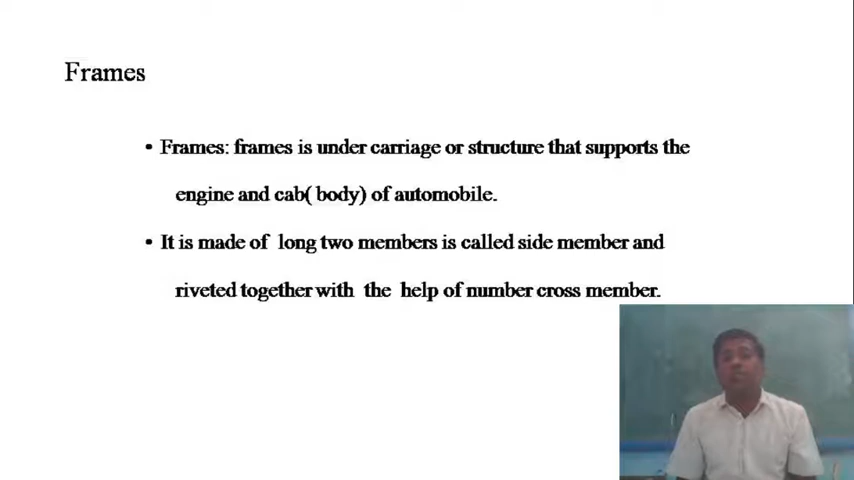 Frames
• Frames: frames is under carriage or structure that supports the
engine and cab( body) of automobile.
• It is made of long two members is called side member and
riveted together with the help of number cross member.